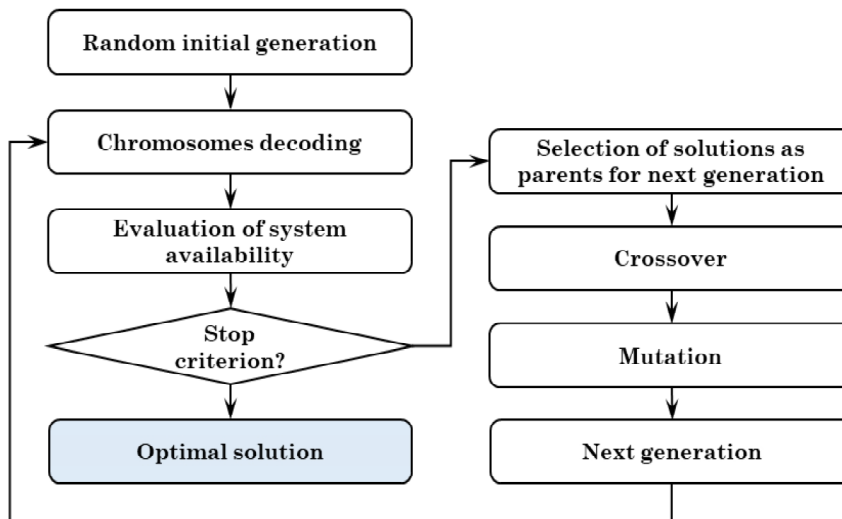 Random initial generation
Chromosomes decoding
Evaluation of system
availability
Stop
criterion?
Optimal solution
Selection of solutions as
parents for next generation
Crossover
Mutation
Next generation